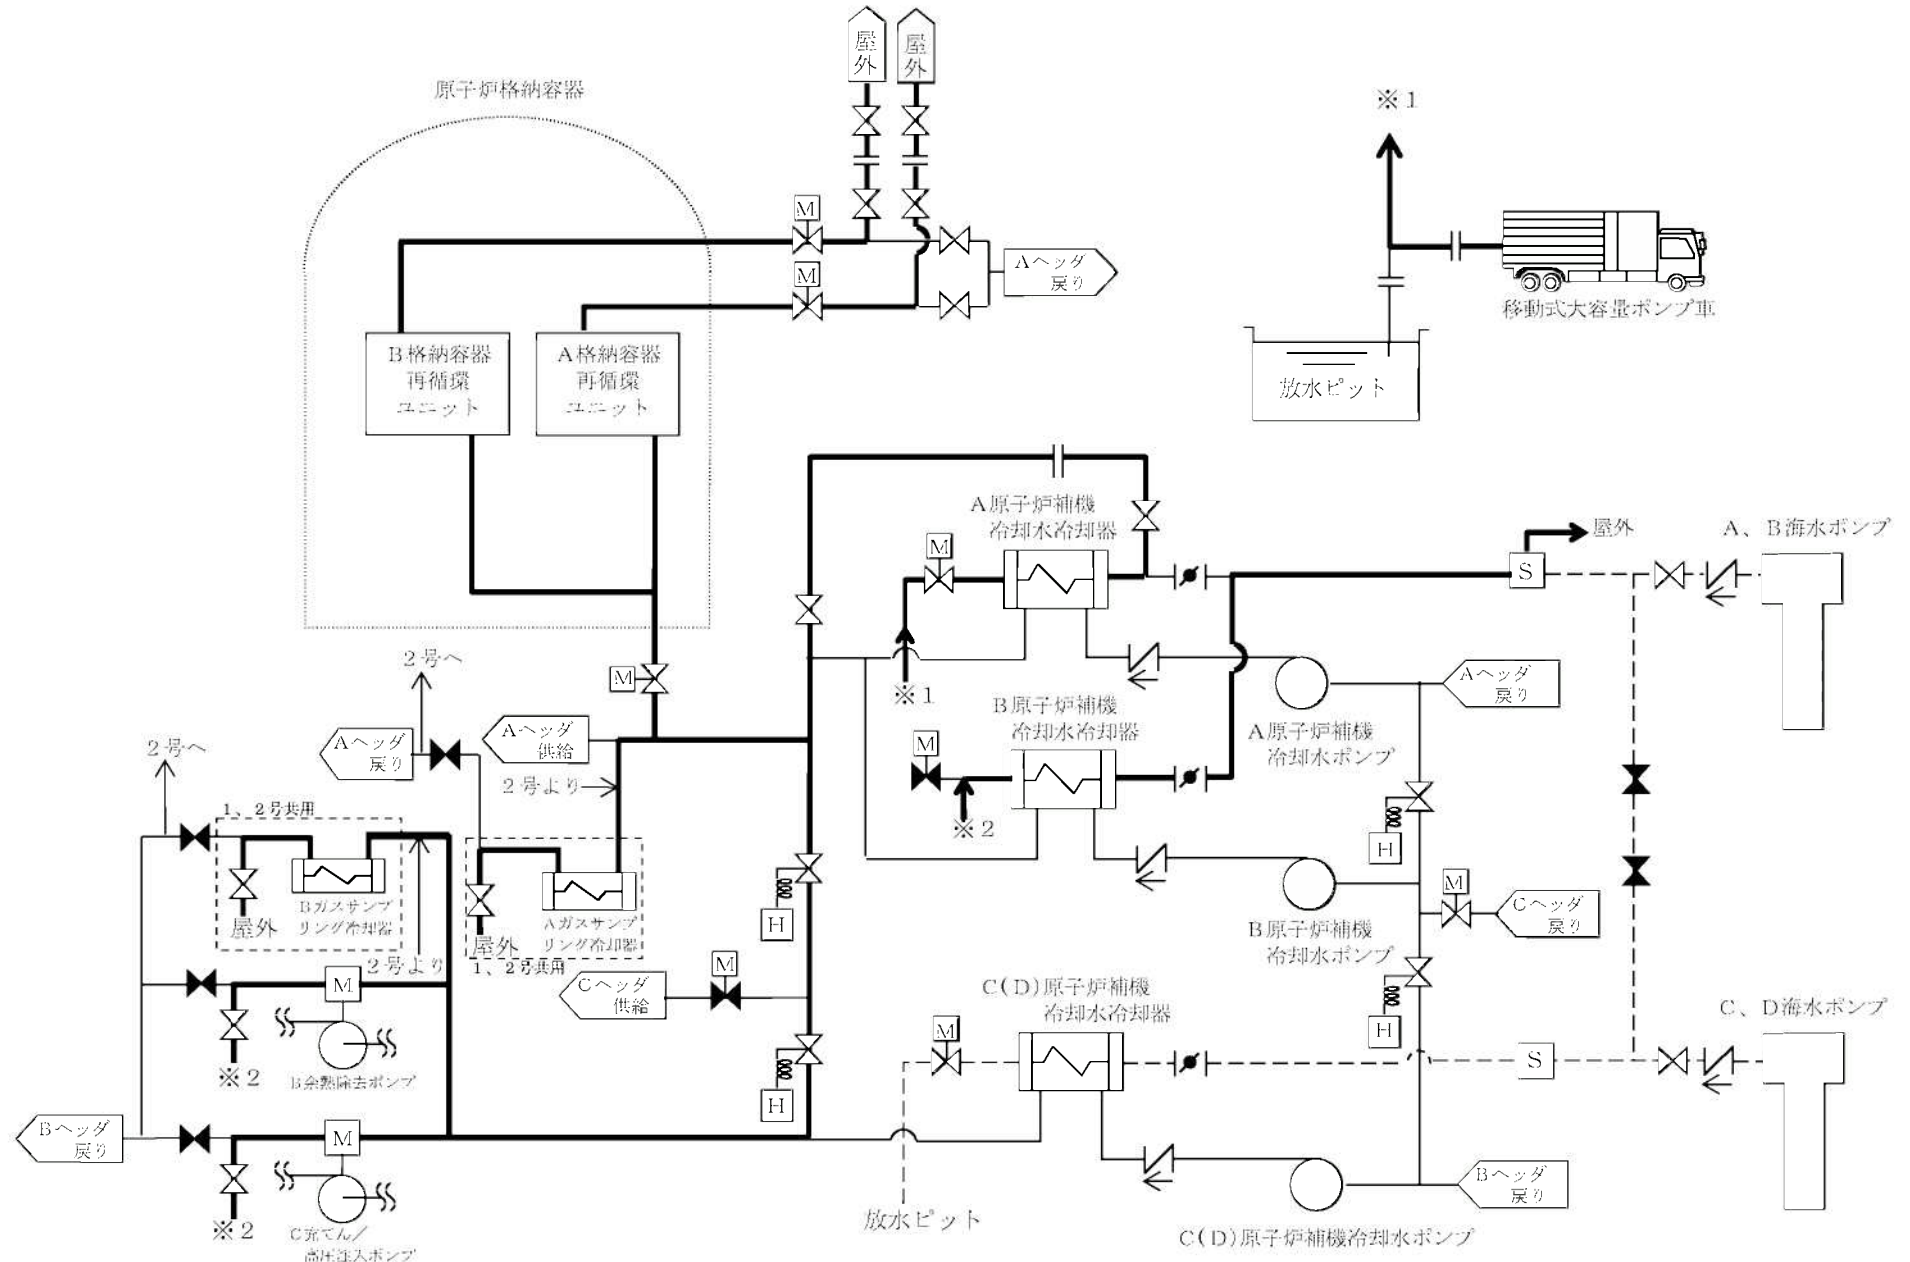 屋
外
屋
外
原子炉格納容器
※1
M
M
Aヘッダ
戻り
移動式大容量ポンプ車
放水ピット
B格納容器
再循環
ユニット
A格納容器
再循環
ユニット
A原子炉補機
冷却水冷却器
M
S
屋外
A、B海水ポンプ
2号へ
M
※1
Aヘッダ
戻り
B原子炉補機
冷却水冷却器
A原子炉補機
冷却水ポンプ
2号へ
Aヘッダ
戻り
Aヘッダ
供給
2号より
M
※2
1、2号共用
H
Bガスサンプ
リング冷却器
屋外
Aガスサンプ
リング冷却器
屋外
1、2号共用
H
M
Cヘッダ
戻り
B原子炉補機
冷却水ポンプ
2号より
M
Cヘッダ
供給
M
C(D)原子炉補機
冷却水冷却器
M
H
C、D海水ポンプ
S
※2
B余熱除去ポンプ
H
Bヘッダ
戻り
M
※2
C充てん／
高圧注入ポンプ
放水ピット
Bヘッダ
戻り
C(D)原子炉補機冷却水ポンプ